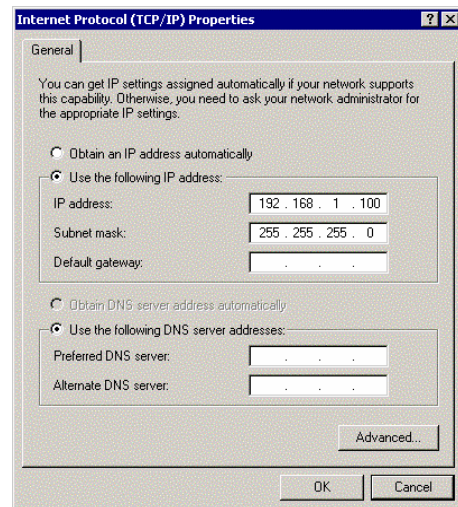 Internet Protocol (TCP/IP) Properties
General
You can get IP settings assigned automatically if your network supports
this capability. Otherwise, you need to ask your network administrator for
the appropriate IP settings.
Obtain an IP address automatically
Use the following IP address:
IP address: 192 . 168 . 1 . 100
Subnet mask: 255 . 255 . 255 . 0
Default gateway: . . .
Obtain DNS server address automatically
Use the following DNS server addresses:
Preferred DNS server: . . .
Alternate DNS server: . . .
Advanced...
OK Cancel